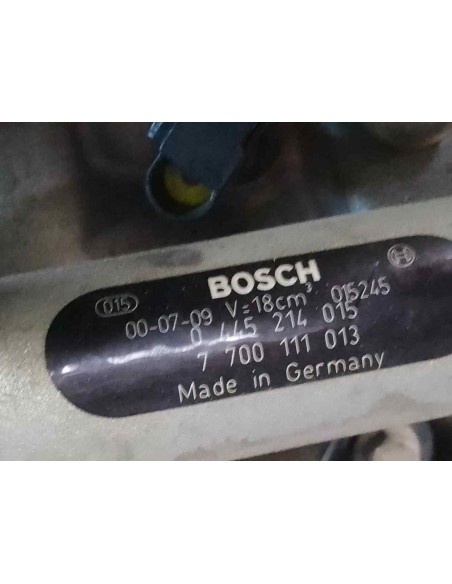 BOSCH
015
00-07-09 V=18cm³ 015245
0 445 214 015
7 700 111 013
Made in Germany